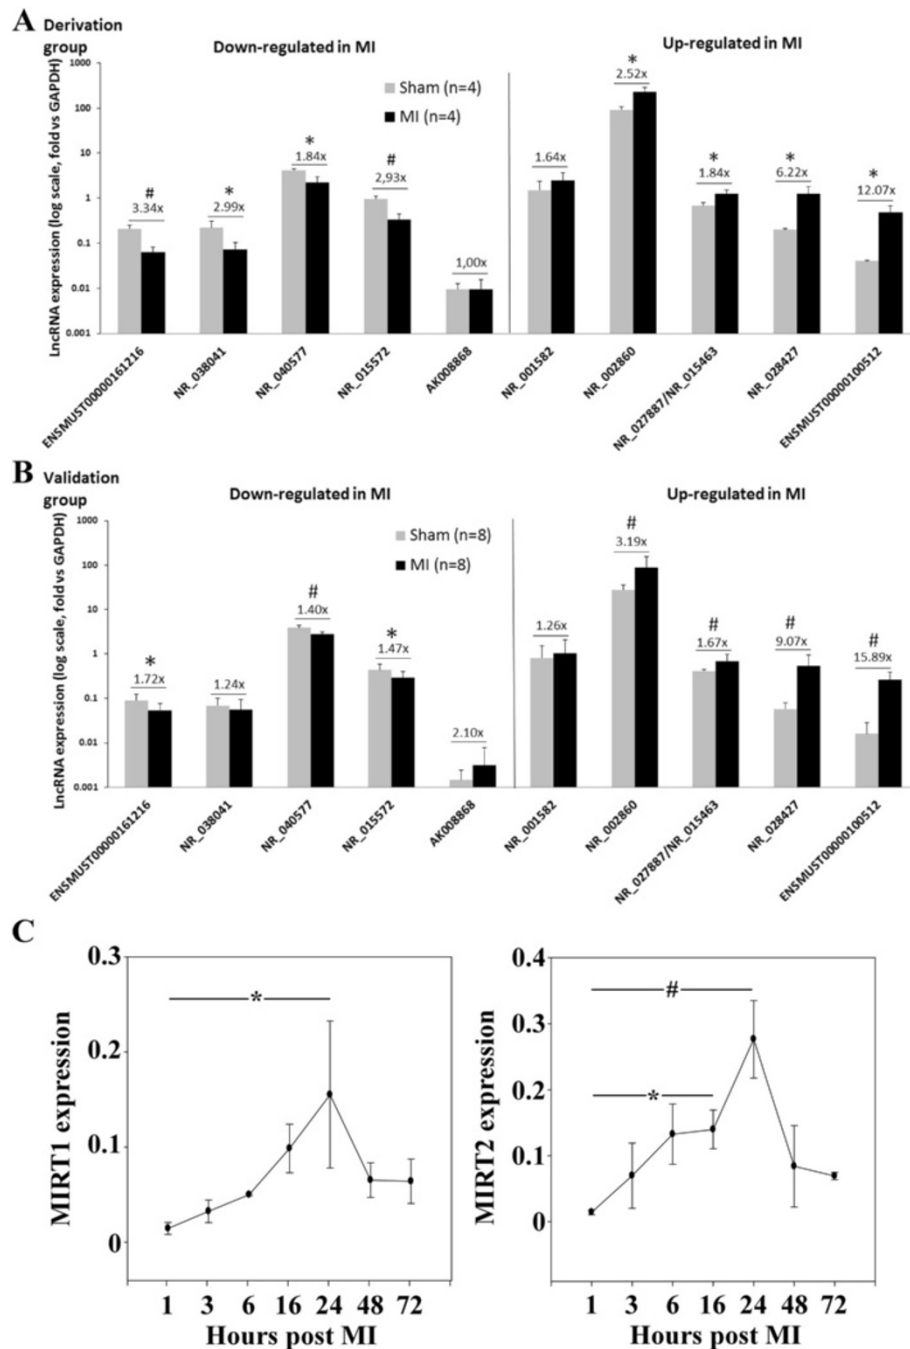 A Derivation group
Down-regulated in MI
Up-regulated in MI
LncRNA expression (log scale, fold vs GAPDH)
1000
100
10
1
0.1
0.01
0.001
Sham (n=4)
MI (n=4)
#
3.34x
*
2.99x
*
1.84x
#
2,93x
1,00x
1.64x
*
2.52x
*
1.84x
*
6.22x
*
12.07x
ENSMUST00000161216
NR_038041
NR_040577
NR_015572
AK008868
NR_001582
NR_002860
NR_027887/NR_015463
NR_028427
ENSMUST00000100512
B Validation group
Down-regulated in MI
Up-regulated in MI
LncRNA expression (log scale, fold vs GAPDH)
1000
100
10
1
0.1
0.01
0.001
Sham (n=8)
MI (n=8)
*
1.72x
1.24x
#
1.40x
*
1.47x
2.10x
1.26x
#
3.19x
#
1.67x
#
9.07x
#
15.89x
ENSMUST00000161216
NR_038041
NR_040577
NR_015572
AK008868
NR_001582
NR_002860
NR_027887/NR_015463
NR_028427
ENSMUST00000100512
C
MIRT1 expression
0.3
0.2
0.1
0
*
1 3 6 16 24 48 72
Hours post MI
MIRT2 expression
0.4
0.3
0.2
0.1
0
#
*
1 3 6 16 24 48 72
Hours post MI